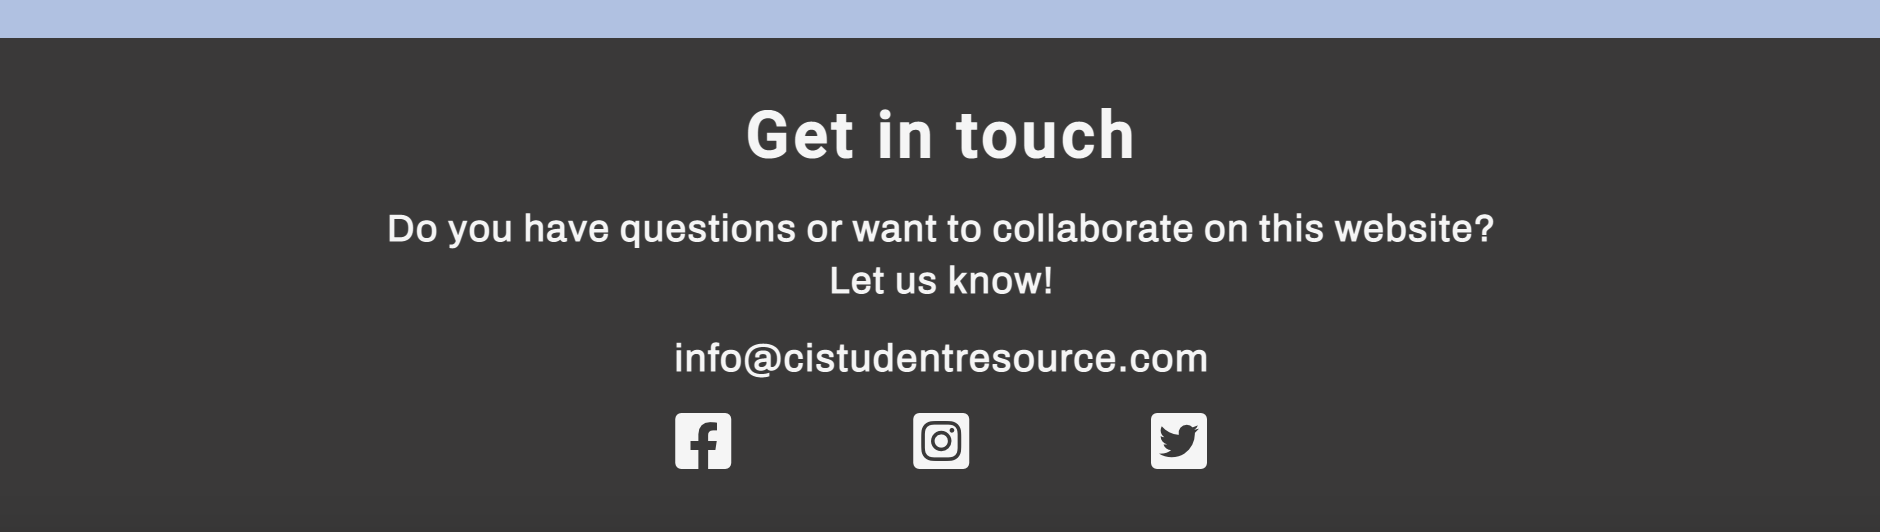 Get in touch
Do you have questions or want to collaborate on this website?
Let us know!
info@cistudentresource.com